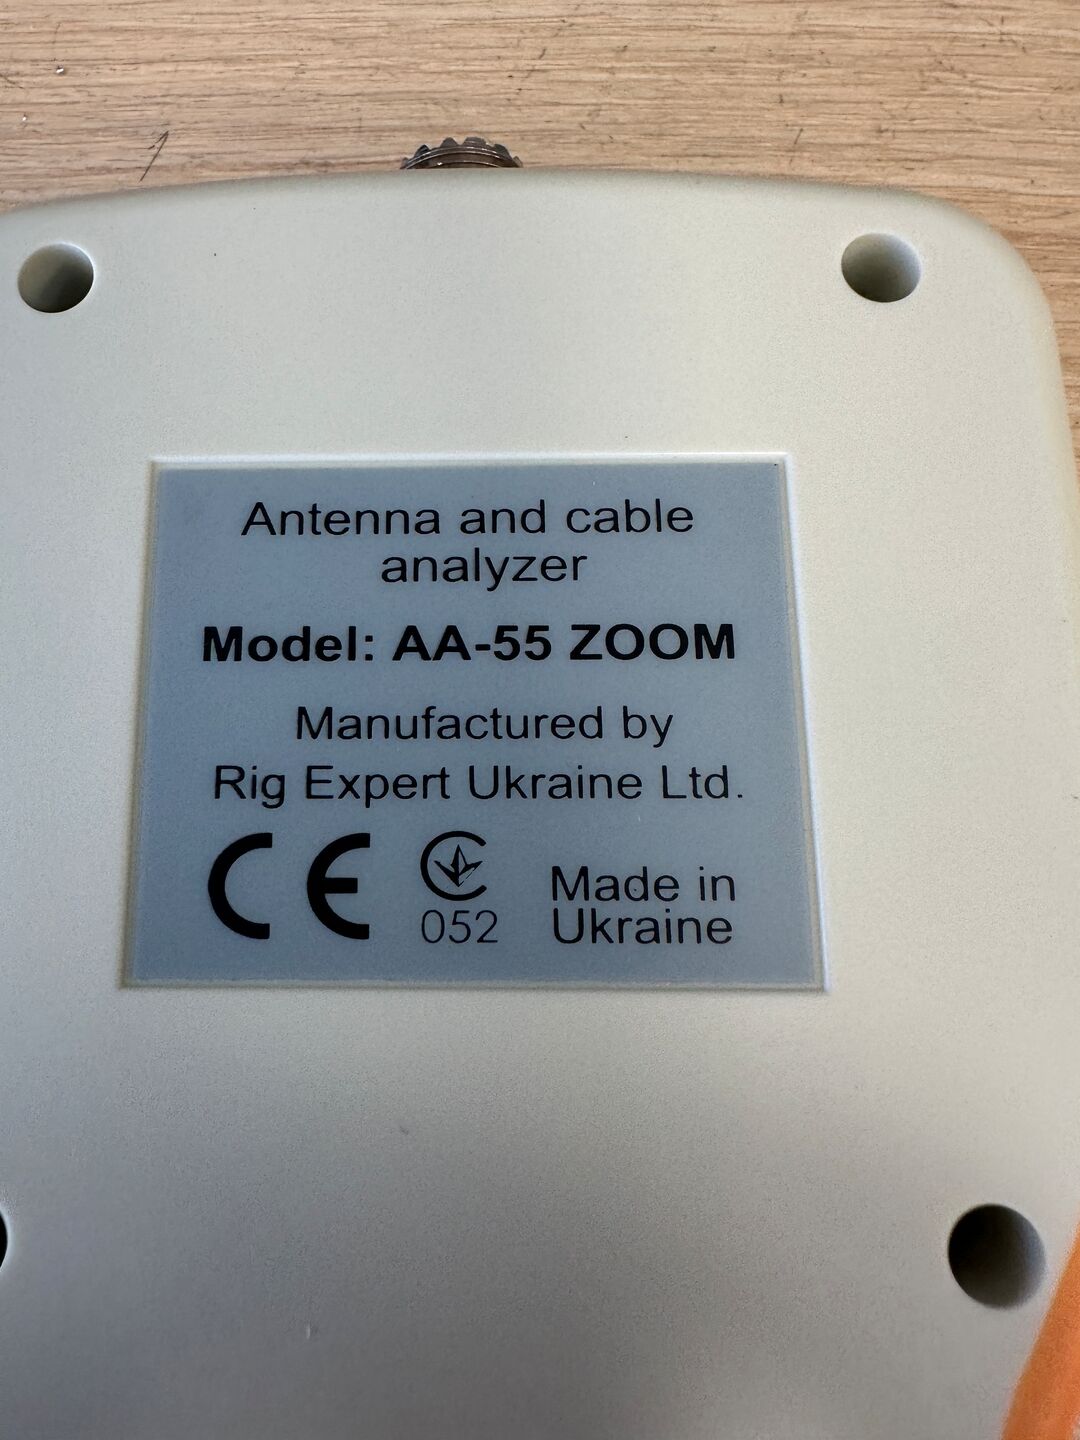 Antenna and cable
analyzer
Model: AA-55 ZOOM
Manufactured by
Rig Expert Ukraine Ltd.
CE
052
Made in
Ukraine